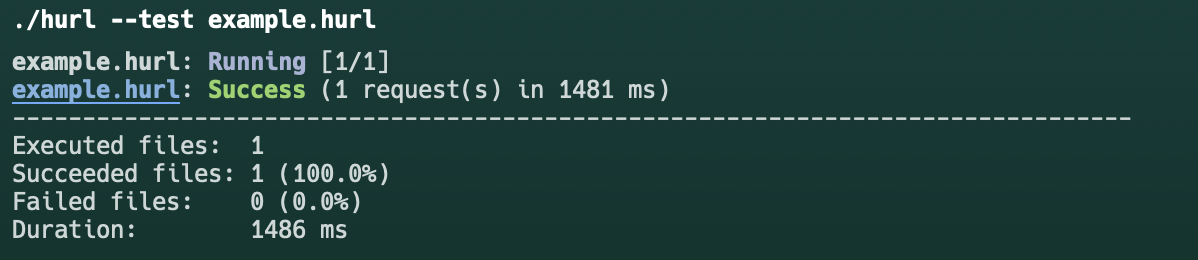 ./hurl --test example.hurl
example.hurl: Running [1/1]
example.hurl: Success (1 request(s) in 1481 ms)
--------------------------------------------------------------------------------
Executed files:  1
Succeeded files: 1 (100.0%)
Failed files:    0 (0.0%)
Duration:        1486 ms